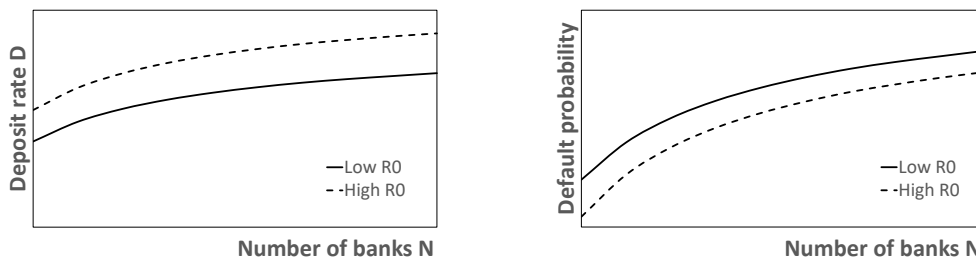 Deposit rate D
Low R0
High R0
Number of banks N
Default probability
Low R0
High R0
Number of banks N